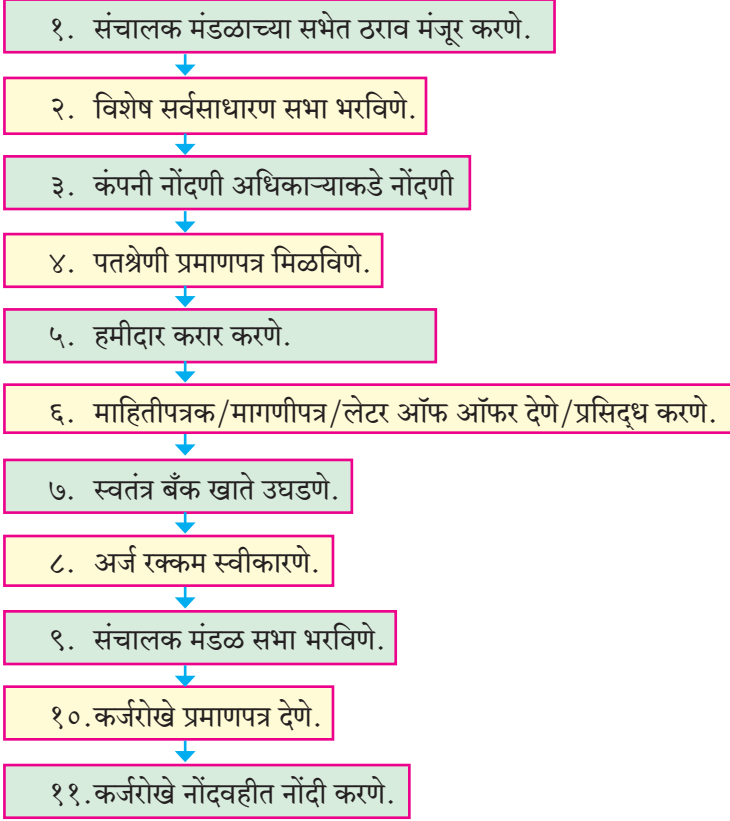 १. संचालक मंडळाच्या सभेत ठराव मंजूर करणे.
२. विशेष सर्वसाधारण सभा भरविणे.
३. कंपनी नोंदणी अधिकाऱ्याकडे नोंदणी
४. पतश्रेणी प्रमाणपत्र मिळविणे.
५. हमीदार करार करणे.
६. माहितीपत्रक/मागणीपत्र/लेटर ऑफ ऑफर देणे/प्रसिद्ध करणे.
७. स्वतंत्र बँक खाते उघडणे.
८. अर्ज रक्कम स्वीकारणे.
९. संचालक मंडळ सभा भरविणे.
१०.कर्जरोखे प्रमाणपत्र देणे.
११.कर्जरोखे नोंदवहीत नोंदी करणे.